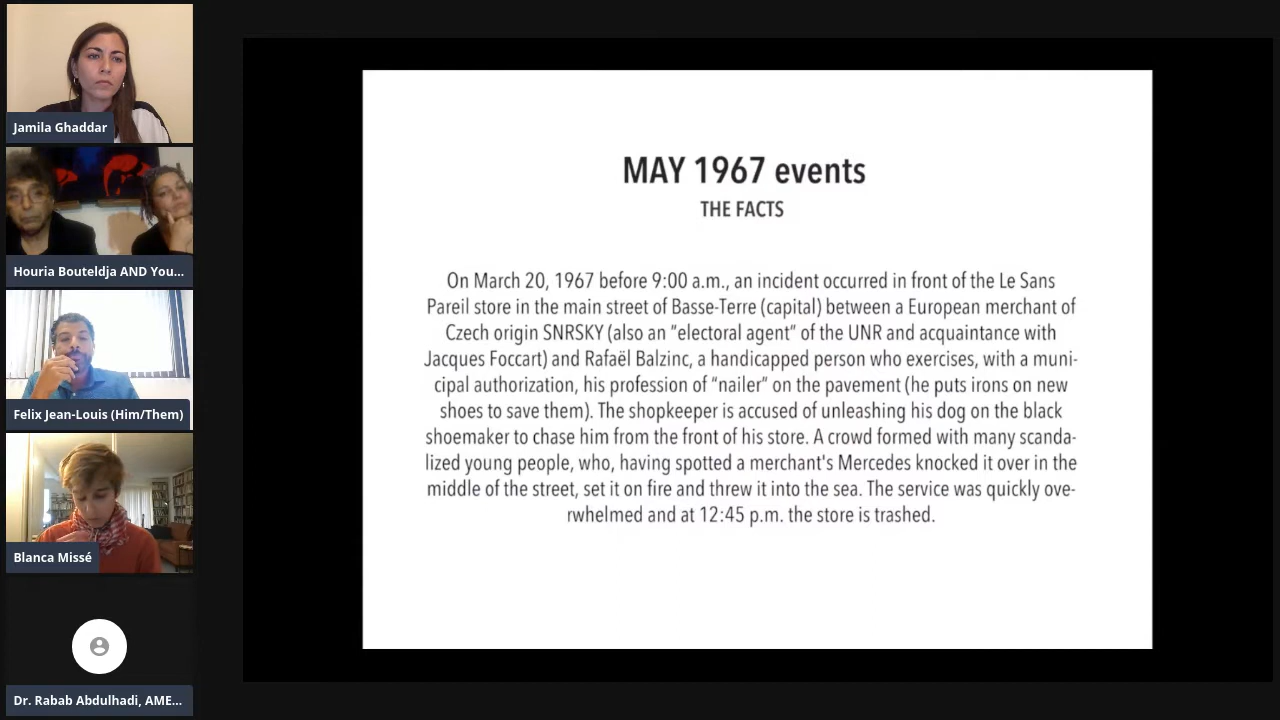 Jamila Ghaddar
Houria Bouteldja AND You...
Felix Jean-Louis (Him/Them)
Blanca Missé
Dr. Rabab Abdulhadi, AME...
MAY 1967 events
THE FACTS
On March 20, 1967 before 9:00 a.m., an incident occurred in front of the Le Sans
Pareil store in the main street of Basse-Terre (capital) between a European merchant of
Czech origin SNRSKY (also an "electoral agent" of the UNR and acquaintance with
Jacques Foccart) and Rafaël Balzinc, a handicapped person who exercises, with a muni-
cipal authorization, his profession of "nailer" on the pavement (he puts irons on new
shoes to save them). The shopkeeper is accused of unleashing his dog on the black
shoemaker to chase him from the front of his store. A crowd formed with many scanda-
lized young people, who, having spotted a merchant's Mercedes knocked it over in the
middle of the street, set it on fire and threw it into the sea. The service was quickly ove-
rwhelmed and at 12:45 p.m. the store is trashed.